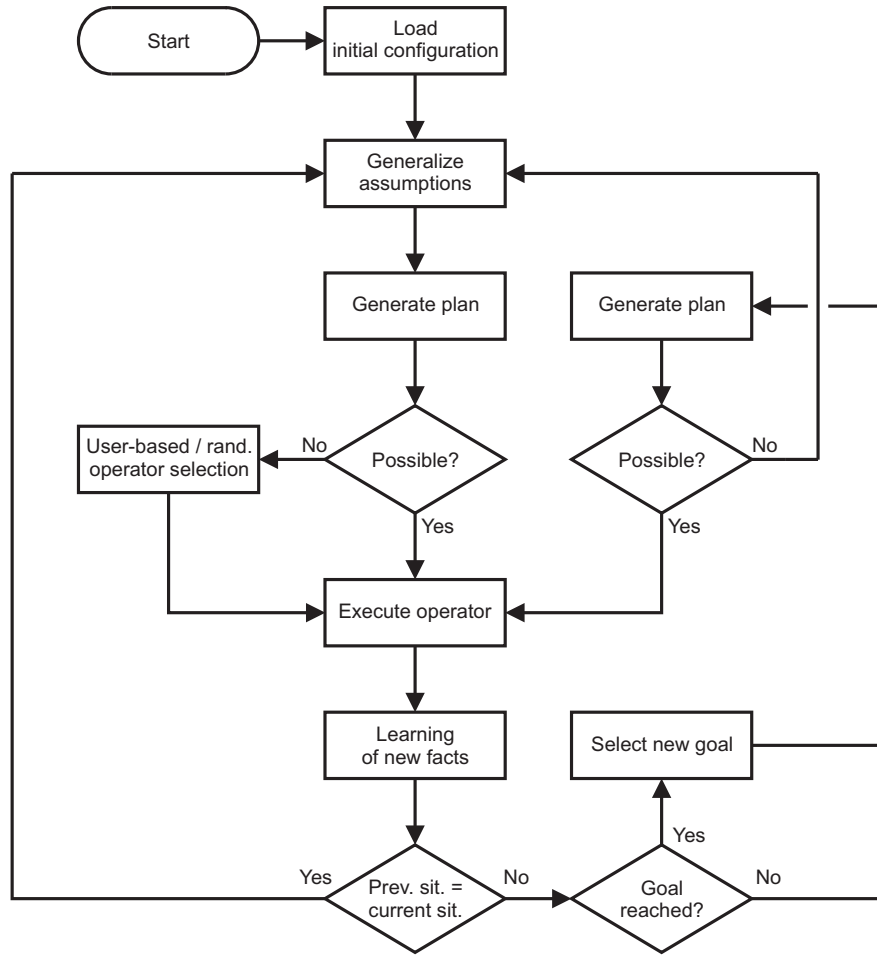 Start
Load
initial configuration
Generalize
assumptions
Generate plan
Generate plan
User-based / rand.
operator selection
No
Possible?
Possible?
No
Yes
Yes
Execute operator
Learning
of new facts
Select new goal
Yes
Yes
Prev. sit. =
current sit.
No
Goal
reached?
No